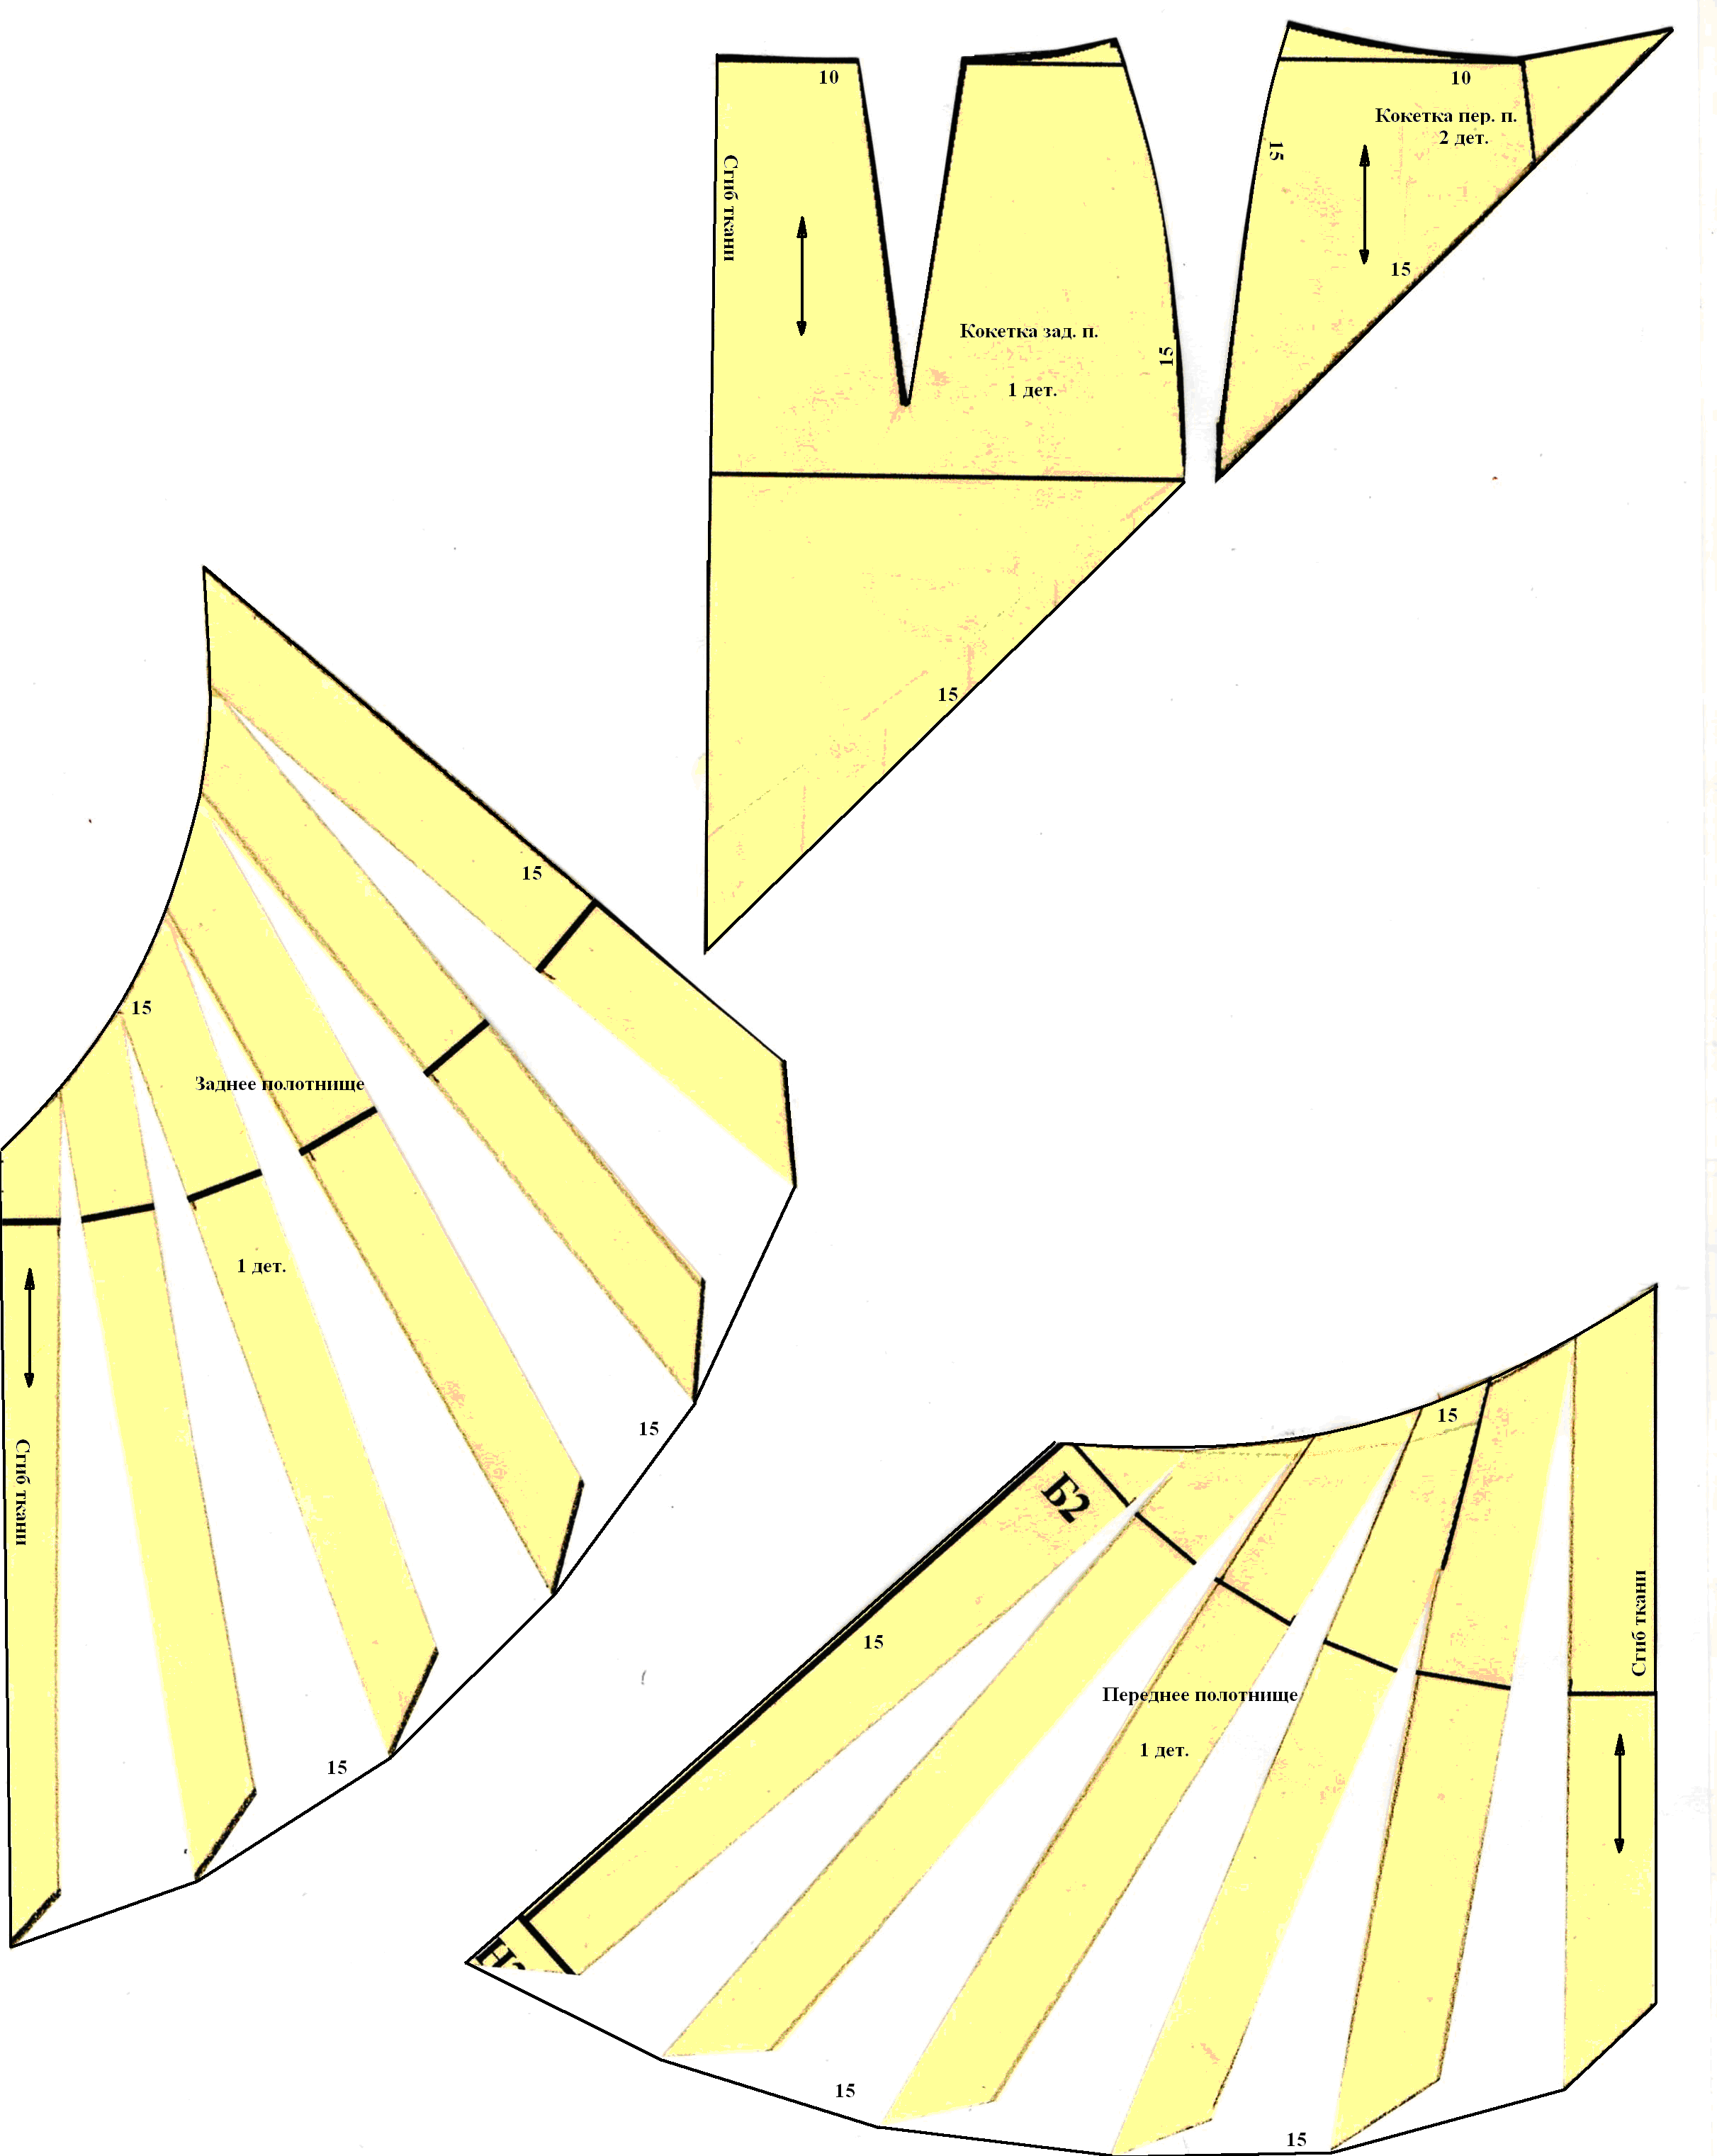 10
Сгиб ткани
Кокетка зад. п.
1 дет.
15
15
10
Кокетка пер. п.
2 дет.
15
15
15
15
Заднее полотнище
1 дет.
Сгиб ткани
15
15
Б2
15
15
Переднее полотнище
1 дет.
Сгиб ткани
15
15